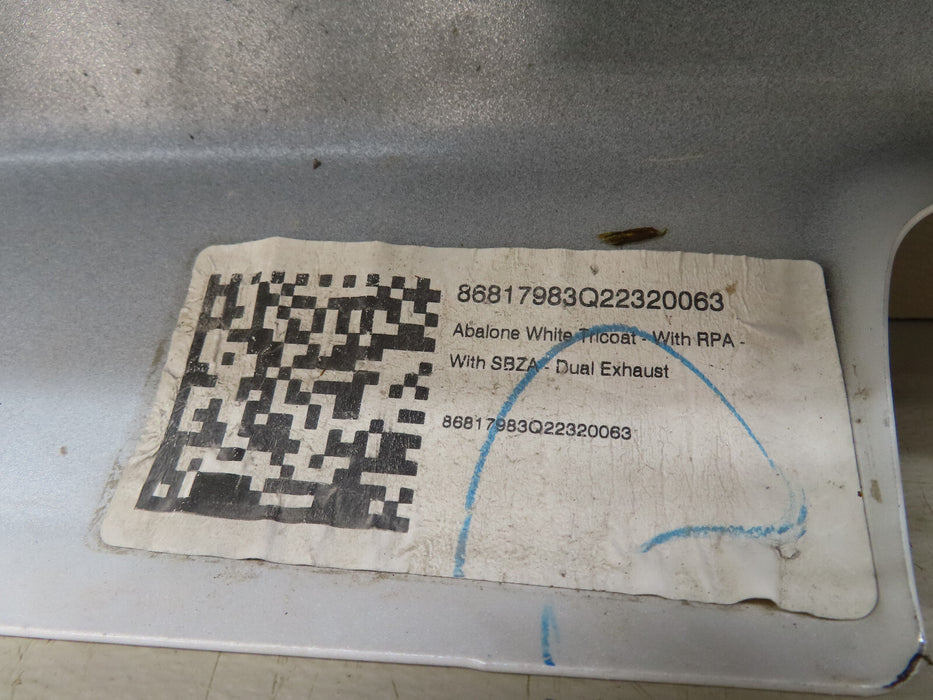 86817983Q22320063
Abalone White Tricoat - With RPA -
With SBZA - Dual Exhaust
86817983Q22320063